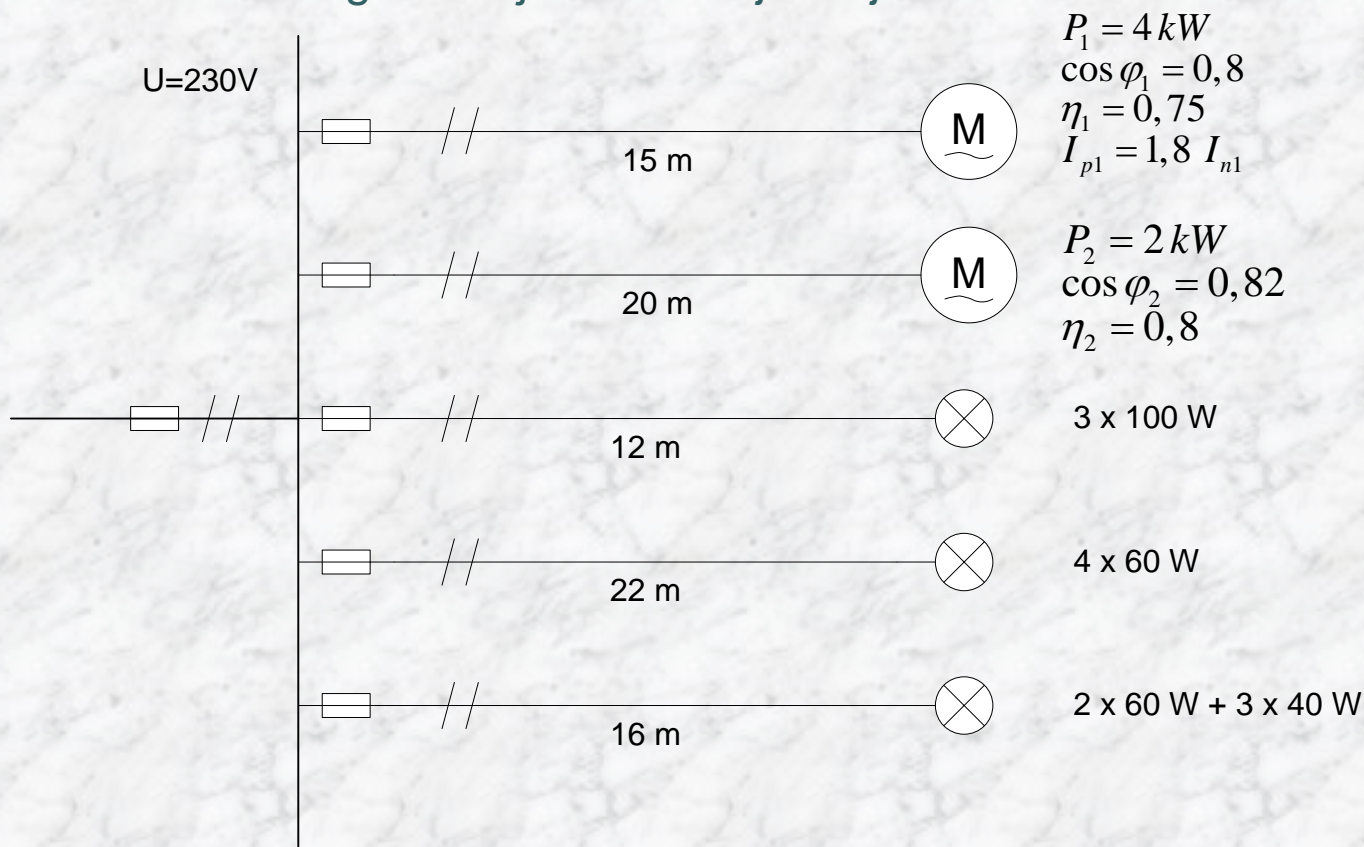 U=230V
M
15 m
P₁ = 4 kW
cos φ₁ = 0,8
η₁ = 0,75
I_p1 = 1,8 I_n1
M
20 m
P₂ = 2 kW
cos φ₂ = 0,82
η₂ = 0,8
12 m
3 x 100 W
22 m
4 x 60 W
16 m
2 x 60 W + 3 x 40 W